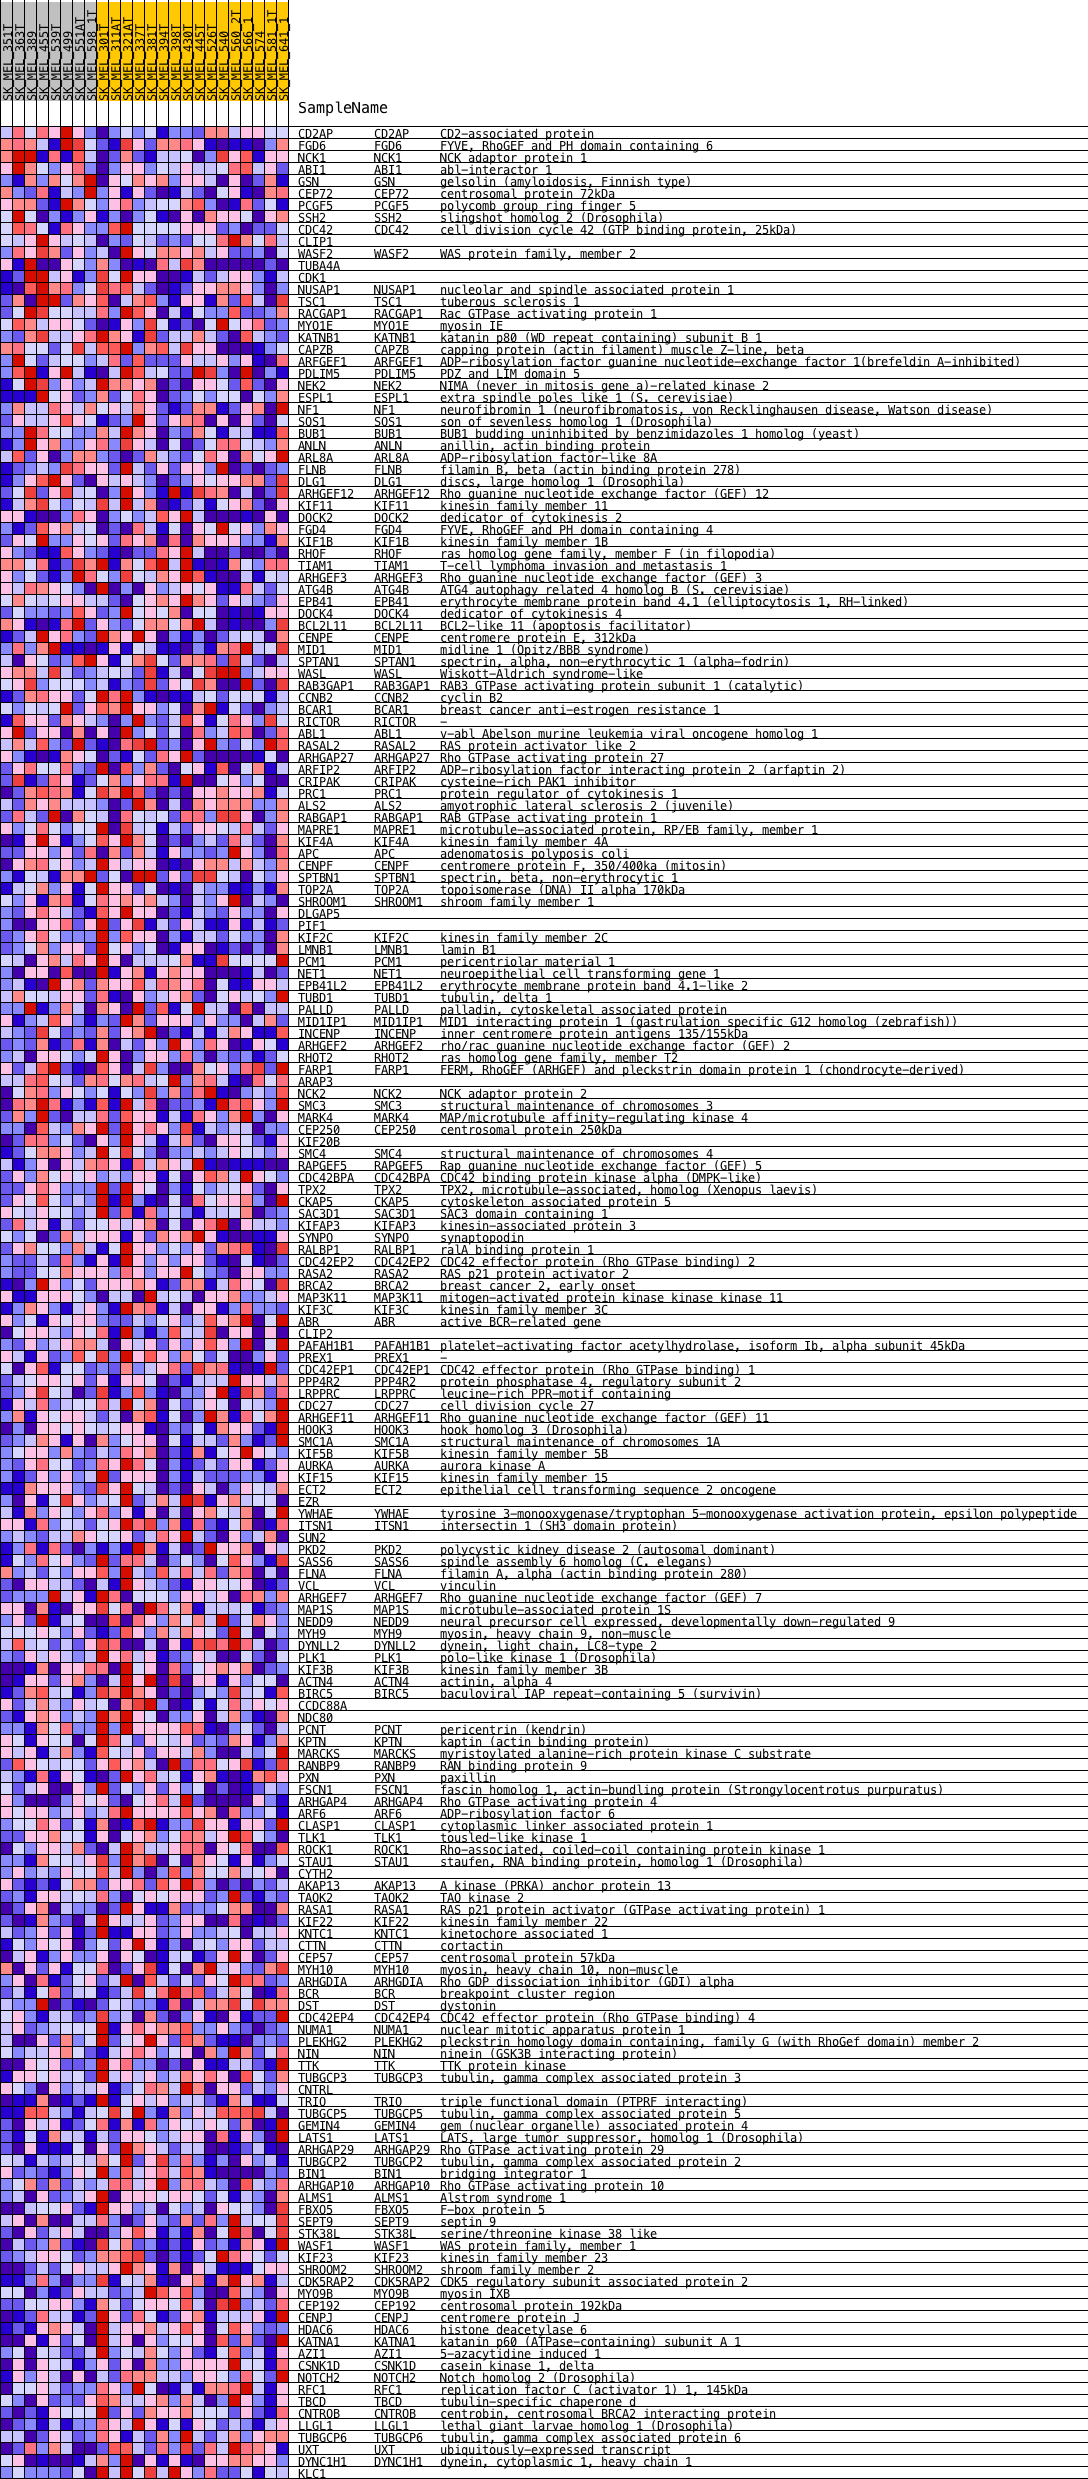 SK_MEL_351T
SK_MEL_363T
SK_MEL_389
SK_MEL_455T
SK_MEL_539T
SK_MEL_499
SK_MEL_551AT
SK_MEL_598_1T
SK_MEL_301T
SK_MEL_311AT
SK_MEL_321AT
SK_MEL_337T
SK_MEL_381T
SK_MEL_394T
SK_MEL_398T
SK_MEL_430T
SK_MEL_445T
SK_MEL_526T
SK_MEL_540
SK_MEL_560_2T
SK_MEL_566_1
SK_MEL_574
SK_MEL_581_1T
SK_MEL_641_1
SampleName
CD2AP CD2AP CD2-associated protein
FGD6 FGD6 FYVE, RhoGEF and PH domain containing 6
NCK1 NCK1 NCK adaptor protein 1
ABI1 ABI1 abl-interactor 1
GSN GSN gelsolin (amyloidosis, Finnish type)
CEP72 CEP72 centrosomal protein 72kDa
PCGF5 PCGF5 polycomb group ring finger 5
SSH2 SSH2 slingshot homolog 2 (Drosophila)
CDC42 CDC42 cell division cycle 42 (GTP binding protein, 25kDa)
CLIP1
WASF2 WASF2 WAS protein family, member 2
TUBA4A
CDK1
NUSAP1 NUSAP1 nucleolar and spindle associated protein 1
TSC1 TSC1 tuberous sclerosis 1
RACGAP1 RACGAP1 Rac GTPase activating protein 1
MYO1E MYO1E myosin IE
KATNB1 KATNB1 katanin p80 (WD repeat containing) subunit B 1
CAPZB CAPZB capping protein (actin filament) muscle Z-line, beta
ARFGEF1 ARFGEF1 ADP-ribosylation factor guanine nucleotide-exchange factor 1(brefeldin A-inhibited)
PDLIM5 PDLIM5 PDZ and LIM domain 5
NEK2 NEK2 NIMA (never in mitosis gene a)-related kinase 2
ESPL1 ESPL1 extra spindle poles like 1 (S. cerevisiae)
NF1 NF1 neurofibromin 1 (neurofibromatosis, von Recklinghausen disease, Watson disease)
SOS1 SOS1 son of sevenless homolog 1 (Drosophila)
BUB1 BUB1 BUB1 budding uninhibited by benzimidazoles 1 homolog (yeast)
ANLN ANLN anillin, actin binding protein
ARL8A ARL8A ADP-ribosylation factor-like 8A
FLNB FLNB filamin B, beta (actin binding protein 278)
DLG1 DLG1 discs, large homolog 1 (Drosophila)
ARHGEF12 ARHGEF12 Rho guanine nucleotide exchange factor (GEF) 12
KIF11 KIF11 kinesin family member 11
DOCK2 DOCK2 dedicator of cytokinesis 2
FGD4 FGD4 FYVE, RhoGEF and PH domain containing 4
KIF1B KIF1B kinesin family member 1B
RHOF RHOF ras homolog gene family, member F (in filopodia)
TIAM1 TIAM1 T-cell lymphoma invasion and metastasis 1
ARHGEF3 ARHGEF3 Rho guanine nucleotide exchange factor (GEF) 3
ATG4B ATG4B ATG4 autophagy related 4 homolog B (S. cerevisiae)
EPB41 EPB41 erythrocyte membrane protein band 4.1 (elliptocytosis 1, RH-linked)
DOCK4 DOCK4 dedicator of cytokinesis 4
BCL2L11 BCL2L11 BCL2-like 11 (apoptosis facilitator)
CENPE CENPE centromere protein E, 312kDa
MID1 MID1 midline 1 (Opitz/BBB syndrome)
SPTAN1 SPTAN1 spectrin, alpha, non-erythrocytic 1 (alpha-fodrin)
WASL WASL Wiskott-Aldrich syndrome-like
RAB3GAP1 RAB3GAP1 RAB3 GTPase activating protein subunit 1 (catalytic)
CCNB2 CCNB2 cyclin B2
BCAR1 BCAR1 breast cancer anti-estrogen resistance 1
RICTOR RICTOR –
ABL1 ABL1 v-abl Abelson murine leukemia viral oncogene homolog 1
RASAL2 RASAL2 RAS protein activator like 2
ARHGAP27 ARHGAP27 Rho GTPase activating protein 27
ARFIP2 ARFIP2 ADP-ribosylation factor interacting protein 2 (arfaptin 2)
CRIPAK CRIPAK cysteine-rich PAK1 inhibitor
PRC1 PRC1 protein regulator of cytokinesis 1
ALS2 ALS2 amyotrophic lateral sclerosis 2 (juvenile)
RABGAP1 RABGAP1 RAB GTPase activating protein 1
MAPRE1 MAPRE1 microtubule-associated protein, RP/EB family, member 1
KIF4A KIF4A kinesin family member 4A
APC APC adenomatosis polyposis coli
CENPF CENPF centromere protein F, 350/400ka (mitosin)
SPTBN1 SPTBN1 spectrin, beta, non-erythrocytic 1
TOP2A TOP2A topoisomerase (DNA) II alpha 170kDa
SHROOM1 SHROOM1 shroom family member 1
DLGAP5
PIF1
KIF2C KIF2C kinesin family member 2C
LMNB1 LMNB1 lamin B1
PCM1 PCM1 pericentriolar material 1
NET1 NET1 neuroepithelial cell transforming gene 1
EPB41L2 EPB41L2 erythrocyte membrane protein band 4.1-like 2
TUBD1 TUBD1 tubulin, delta 1
PALLD PALLD palladin, cytoskeletal associated protein
MID1IP1 MID1IP1 MID1 interacting protein 1 (gastrulation specific G12 homolog (zebrafish))
INCENP INCENP inner centromere protein antigens 135/155kDa
ARHGEF2 ARHGEF2 rho/rac guanine nucleotide exchange factor (GEF) 2
RHOT2 RHOT2 ras homolog gene family, member T2
FARP1 FARP1 FERM, RhoGEF (ARHGEF) and pleckstrin domain protein 1 (chondrocyte-derived)
ARAP3
NCK2 NCK2 NCK adaptor protein 2
SMC3 SMC3 structural maintenance of chromosomes 3
MARK4 MARK4 MAP/microtubule affinity-regulating kinase 4
CEP250 CEP250 centrosomal protein 250kDa
KIF20B
SMC4 SMC4 structural maintenance of chromosomes 4
RAPGEF5 RAPGEF5 Rap guanine nucleotide exchange factor (GEF) 5
CDC42BPA CDC42BPA CDC42 binding protein kinase alpha (DMPK-like)
TPX2 TPX2 TPX2, microtubule-associated, homolog (Xenopus laevis)
CKAP5 CKAP5 cytoskeleton associated protein 5
SAC3D1 SAC3D1 SAC3 domain containing 1
KIFAP3 KIFAP3 kinesin-associated protein 3
SYNPO SYNPO synaptopodin
RALBP1 RALBP1 ralA binding protein 1
CDC42EP2 CDC42EP2 CDC42 effector protein (Rho GTPase binding) 2
RASA2 RASA2 RAS p21 protein activator 2
BRCA2 BRCA2 breast cancer 2, early onset
MAP3K11 MAP3K11 mitogen-activated protein kinase kinase kinase 11
KIF3C KIF3C kinesin family member 3C
ABR ABR active BCR-related gene
CLIP2
PAFAH1B1 PAFAH1B1 platelet-activating factor acetylhydrolase, isoform Ib, alpha subunit 45kDa
PREX1 PREX1 –
CDC42EP1 CDC42EP1 CDC42 effector protein (Rho GTPase binding) 1
PPP4R2 PPP4R2 protein phosphatase 4, regulatory subunit 2
LRPPRC LRPPRC leucine-rich PPR-motif containing
CDC27 CDC27 cell division cycle 27
ARHGEF11 ARHGEF11 Rho guanine nucleotide exchange factor (GEF) 11
HOOK3 HOOK3 hook homolog 3 (Drosophila)
SMC1A SMC1A structural maintenance of chromosomes 1A
KIF5B KIF5B kinesin family member 5B
AURKA AURKA aurora kinase A
KIF15 KIF15 kinesin family member 15
ECT2 ECT2 epithelial cell transforming sequence 2 oncogene
EZR
YWHAE YWHAE tyrosine 3-monooxygenase/tryptophan 5-monooxygenase activation protein, epsilon polypeptide
ITSN1 ITSN1 intersectin 1 (SH3 domain protein)
SUN2
PKD2 PKD2 polycystic kidney disease 2 (autosomal dominant)
SASS6 SASS6 spindle assembly 6 homolog (C. elegans)
FLNA FLNA filamin A, alpha (actin binding protein 280)
VCL VCL vinculin
ARHGEF7 ARHGEF7 Rho guanine nucleotide exchange factor (GEF) 7
MAP1S MAP1S microtubule-associated protein 1S
NEDD9 NEDD9 neural precursor cell expressed, developmentally down-regulated 9
MYH9 MYH9 myosin, heavy chain 9, non-muscle
DYNLL2 DYNLL2 dynein, light chain, LC8-type 2
PLK1 PLK1 polo-like kinase 1 (Drosophila)
KIF3B KIF3B kinesin family member 3B
ACTN4 ACTN4 actinin, alpha 4
BIRC5 BIRC5 baculoviral IAP repeat-containing 5 (survivin)
CCDC88A
NDC80
PCNT PCNT pericentrin (kendrin)
KPTN KPTN kaptin (actin binding protein)
MARCKS MARCKS myristoylated alanine-rich protein kinase C substrate
RANBP9 RANBP9 RAN binding protein 9
PXN PXN paxillin
FSCN1 FSCN1 fascin homolog 1, actin-bundling protein (Strongylocentrotus purpuratus)
ARHGAP4 ARHGAP4 Rho GTPase activating protein 4
ARF6 ARF6 ADP-ribosylation factor 6
CLASP1 CLASP1 cytoplasmic linker associated protein 1
TLK1 TLK1 tousled-like kinase 1
ROCK1 ROCK1 Rho-associated, coiled-coil containing protein kinase 1
STAU1 STAU1 staufen, RNA binding protein, homolog 1 (Drosophila)
CYTH2
AKAP13 AKAP13 A kinase (PRKA) anchor protein 13
TAOK2 TAOK2 TAO kinase 2
RASA1 RASA1 RAS p21 protein activator (GTPase activating protein) 1
KIF22 KIF22 kinesin family member 22
KNTC1 KNTC1 kinetochore associated 1
CTTN CTTN cortactin
CEP57 CEP57 centrosomal protein 57kDa
MYH10 MYH10 myosin, heavy chain 10, non-muscle
ARHGDIA ARHGDIA Rho GDP dissociation inhibitor (GDI) alpha
BCR BCR breakpoint cluster region
DST DST dystonin
CDC42EP4 CDC42EP4 CDC42 effector protein (Rho GTPase binding) 4
NUMA1 NUMA1 nuclear mitotic apparatus protein 1
PLEKHG2 PLEKHG2 pleckstrin homology domain containing, family G (with RhoGef domain) member 2
NIN NIN ninein (GSK3B interacting protein)
TTK TTK TTK protein kinase
TUBGCP3 TUBGCP3 tubulin, gamma complex associated protein 3
CNTRL
TRIO TRIO triple functional domain (PTPRF interacting)
TUBGCP5 TUBGCP5 tubulin, gamma complex associated protein 5
GEMIN4 GEMIN4 gem (nuclear organelle) associated protein 4
LATS1 LATS1 LATS, large tumor suppressor, homolog 1 (Drosophila)
ARHGAP29 ARHGAP29 Rho GTPase activating protein 29
TUBGCP2 TUBGCP2 tubulin, gamma complex associated protein 2
BIN1 BIN1 bridging integrator 1
ARHGAP10 ARHGAP10 Rho GTPase activating protein 10
ALMS1 ALMS1 Alstrom syndrome 1
FBXO5 FBXO5 F-box protein 5
SEPT9 SEPT9 septin 9
STK38L STK38L serine/threonine kinase 38 like
WASF1 WASF1 WAS protein family, member 1
KIF23 KIF23 kinesin family member 23
SHROOM2 SHROOM2 shroom family member 2
CDK5RAP2 CDK5RAP2 CDK5 regulatory subunit associated protein 2
MYO9B MYO9B myosin IXB
CEP192 CEP192 centrosomal protein 192kDa
CENPJ CENPJ centromere protein J
HDAC6 HDAC6 histone deacetylase 6
KATNA1 KATNA1 katanin p60 (ATPase-containing) subunit A 1
AZI1 AZI1 5-azacytidine induced 1
CSNK1D CSNK1D casein kinase 1, delta
NOTCH2 NOTCH2 Notch homolog 2 (Drosophila)
RFC1 RFC1 replication factor C (activator 1) 1, 145kDa
TBCD TBCD tubulin-specific chaperone d
CNTROB CNTROB centrobin, centrosomal BRCA2 interacting protein
LLGL1 LLGL1 lethal giant larvae homolog 1 (Drosophila)
TUBGCP6 TUBGCP6 tubulin, gamma complex associated protein 6
UXT UXT ubiquitously-expressed transcript
DYNC1H1 DYNC1H1 dynein, cytoplasmic 1, heavy chain 1
KLC1